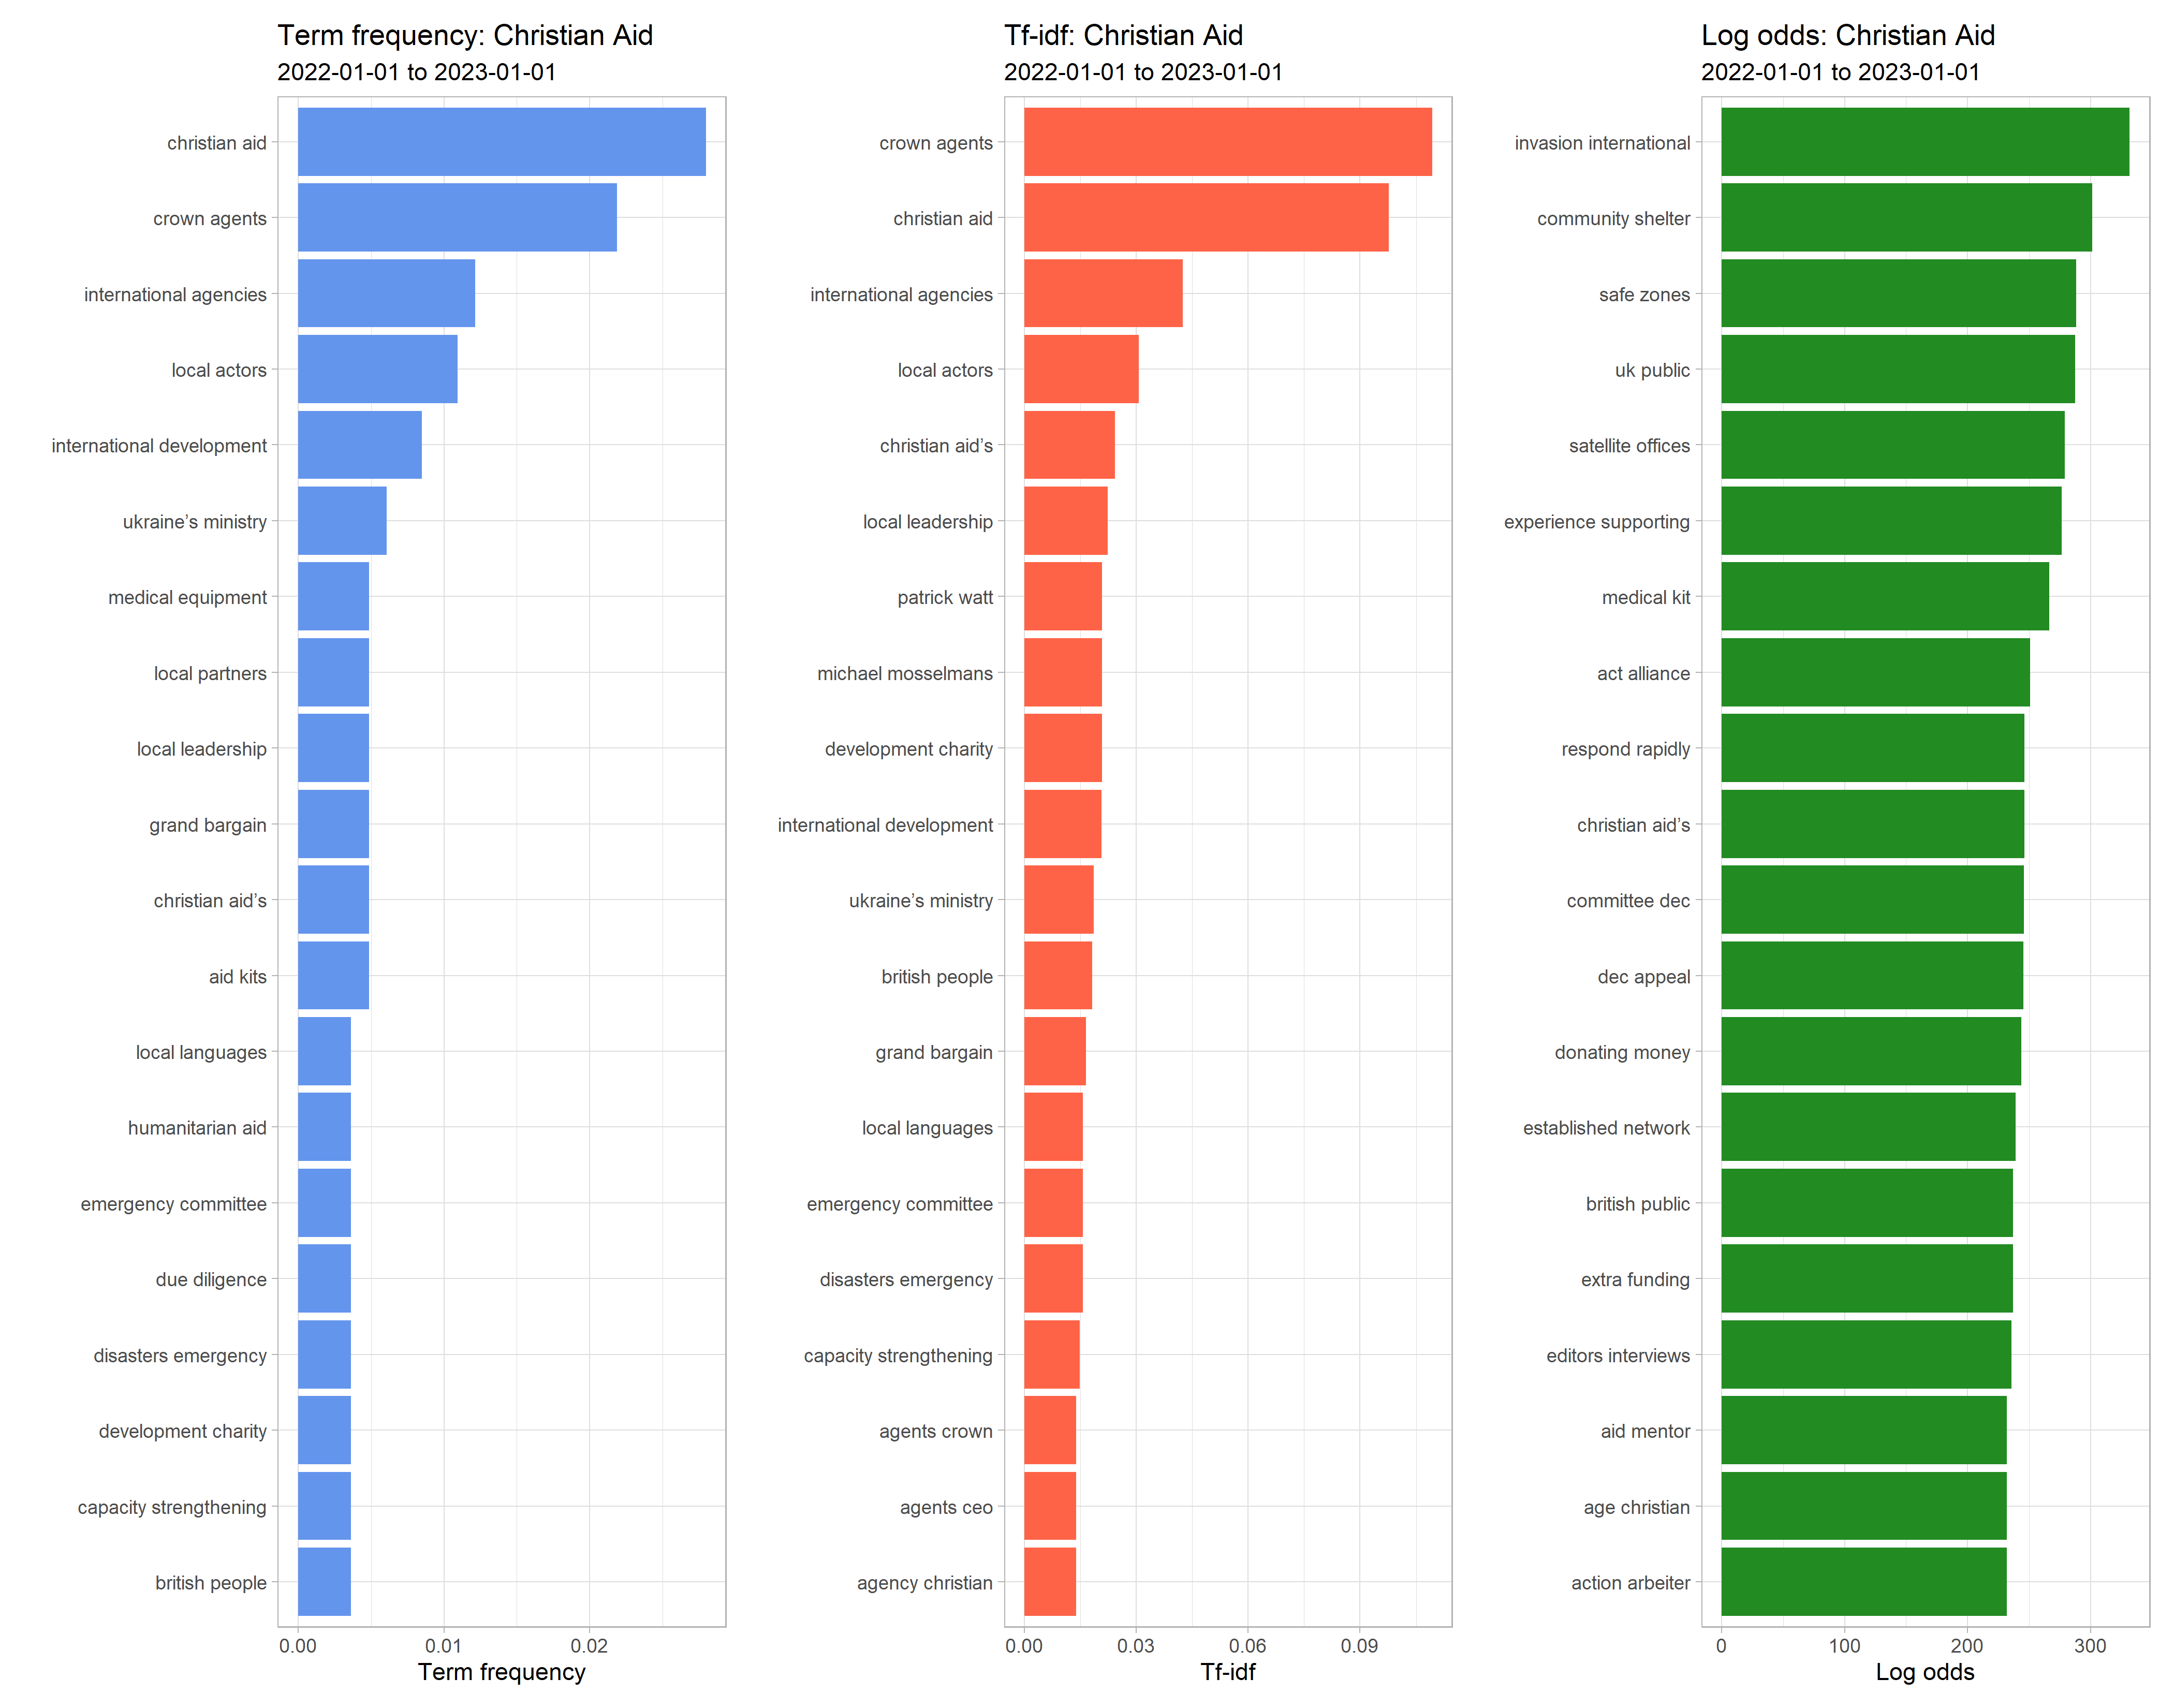 Term frequency: Christian Aid
2022-01-01 to 2023-01-01
christian aid
crown agents
international agencies
local actors
international development
ukraine’s ministry
medical equipment
local partners
local leadership
grand bargain
christian aid’s
aid kits
local languages
humanitarian aid
emergency committee
due diligence
disasters emergency
development charity
capacity strengthening
british people
0.00 0.01 0.02
Term frequency
Tf-idf: Christian Aid
2022-01-01 to 2023-01-01
crown agents
christian aid
international agencies
local actors
christian aid’s
local leadership
patrick watt
michael mosselmans
development charity
international development
ukraine’s ministry
british people
grand bargain
local languages
emergency committee
disasters emergency
capacity strengthening
agents crown
agents ceo
agency christian
0.00 0.03 0.06 0.09
Tf-idf
Log odds: Christian Aid
2022-01-01 to 2023-01-01
invasion international
community shelter
safe zones
uk public
satellite offices
experience supporting
medical kit
act alliance
respond rapidly
christian aid’s
committee dec
dec appeal
donating money
established network
british public
extra funding
editors interviews
aid mentor
age christian
action arbeiter
0 100 200 300
Log odds